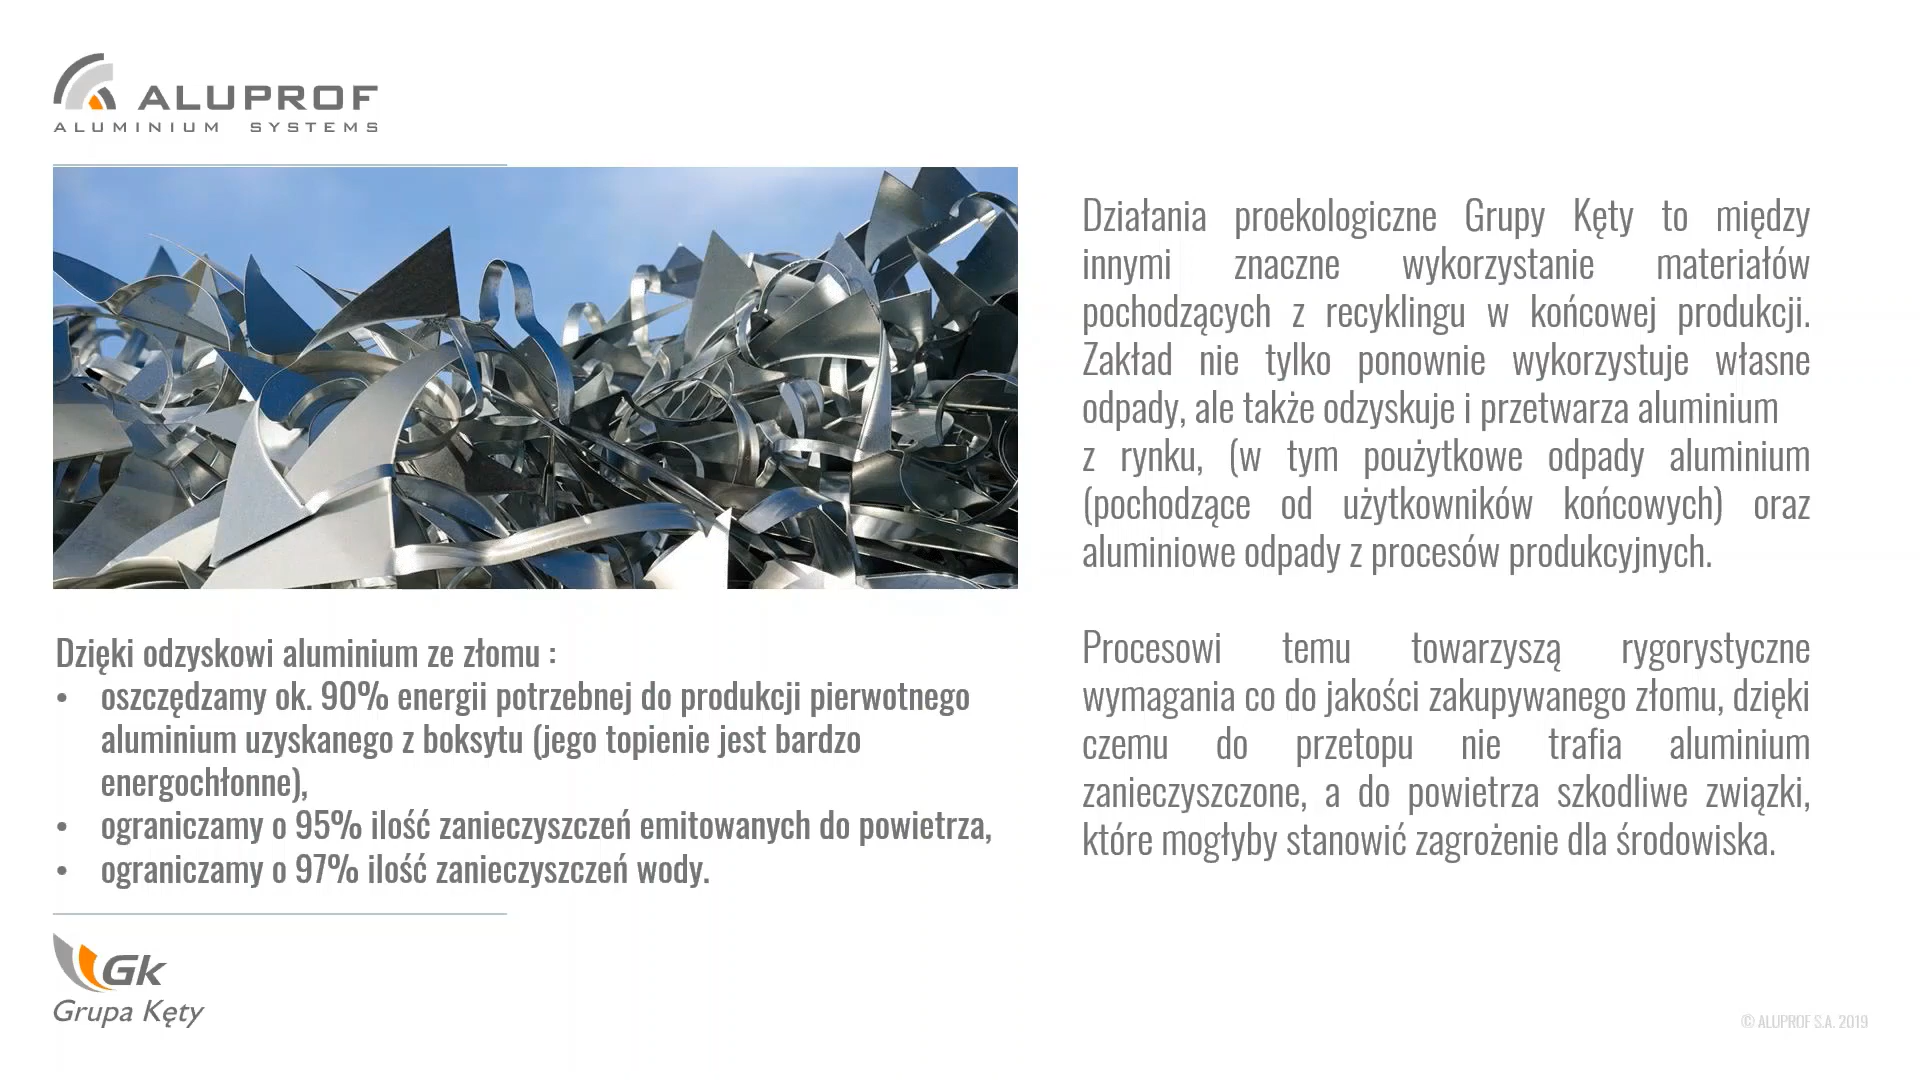 ALUPROF
ALUMINIUM SYSTEMS
Dzięki odzyskowi aluminium ze złomu :
• oszczędzamy ok. 90% energii potrzebnej do produkcji pierwotnego
aluminium uzyskanego z boksytu (jego topienie jest bardzo
energochłonne),
• ograniczamy o 95% ilość zanieczyszczeń emitowanych do powietrza,
• ograniczamy o 97% ilość zanieczyszczeń wody.
Działania proekologiczne Grupy Kęty to między
innymi znaczne wykorzystanie materiałów
pochodzących z recyklingu w końcowej produkcji.
Zakład nie tylko ponownie wykorzystuje własne
odpady, ale także odzyskuje i przetwarza aluminium
z rynku, (w tym poużytkowe odpady aluminium
(pochodzące od użytkowników końcowych) oraz
aluminiowe odpady z procesów produkcyjnych.
Procesowi temu towarzyszą rygorystyczne
wymagania co do jakości zakupywanego złomu, dzięki
czemu do przetopu nie trafia aluminium
zanieczyszczone, a do powietrza szkodliwe związki,
które mogłyby stanowić zagrożenie dla środowiska.
Gk
Grupa Kęty
© ALUPROF S.A. 2019